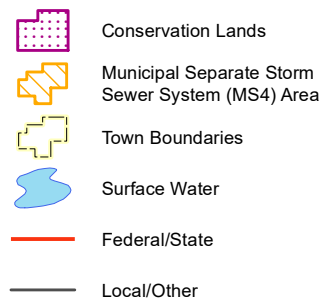 Conservation Lands
Municipal Separate Storm
Sewer System (MS4) Area
Town Boundaries
Surface Water
Federal/State
Local/Other